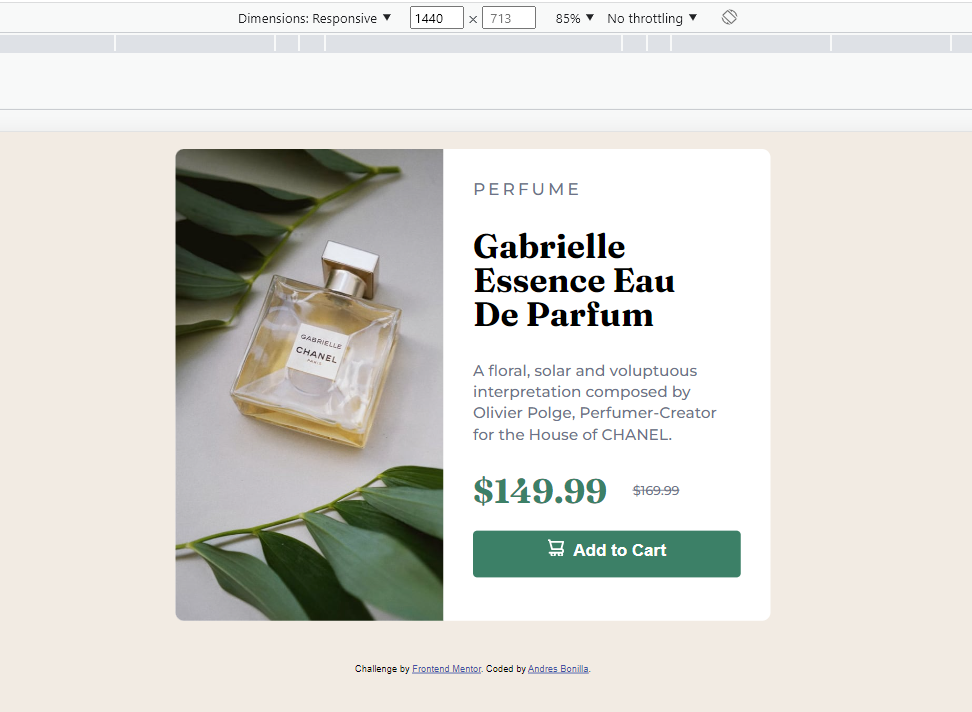 Dimensions: Responsive ▼ 1440 × 713 85% ▼ No throttling ▼
PERFUME
Gabrielle
Essence Eau
De Parfum
GABRIELLE
CHANEL
PARIS
A floral, solar and voluptuous
interpretation composed by
Olivier Polge, Perfumer-Creator
for the House of CHANEL.
$149.99 $169.99
Add to Cart
Challenge by Frontend Mentor. Coded by Andres Bonilla.